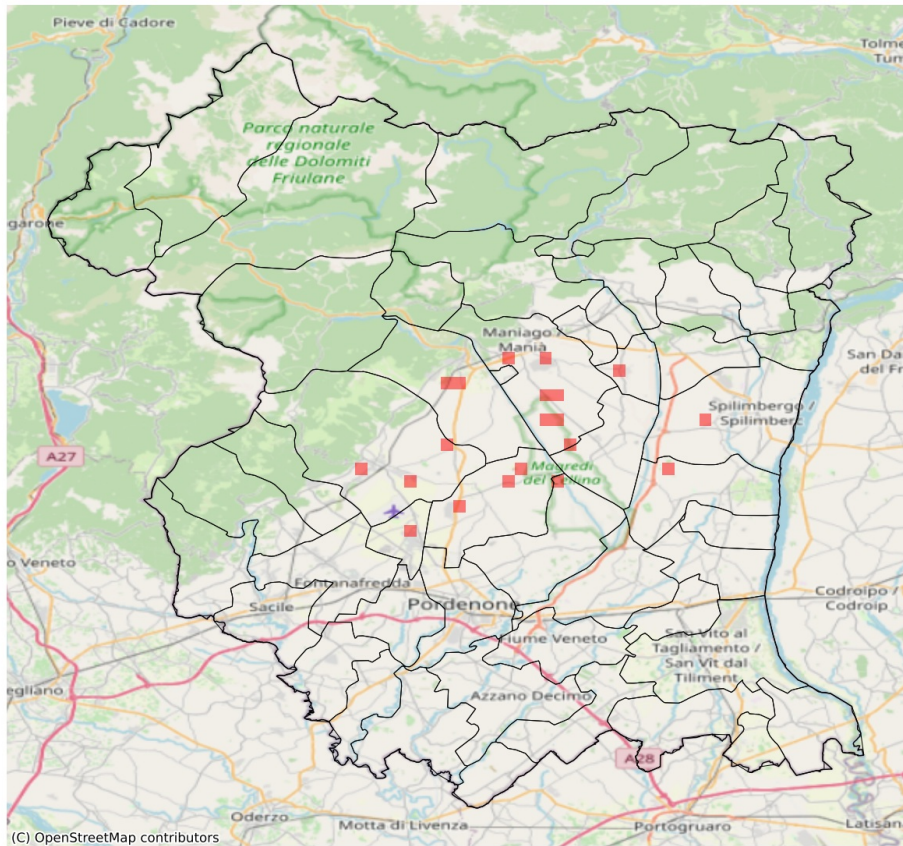 Pieve di Cadore
Tolme
Tum
Parco naturale
regionale
delle Dolomiti
Friulane
garone
Maniago /
Manià
San Da
del Fr
Spilimbergo /
Spilimberc
A27
Magredi
del Cellina
o Veneto
Fontanafredda
Codroipo /
Codroip
Sacile
Pordenone
Fiume Veneto
San Vito al
Tagliamento /
San Vit dal
Tiliment
egliano
Azzano Decimo
A28
Oderzo
Motta di Livenza
Portogruaro
Latisan
(C) OpenStreetMap contributors